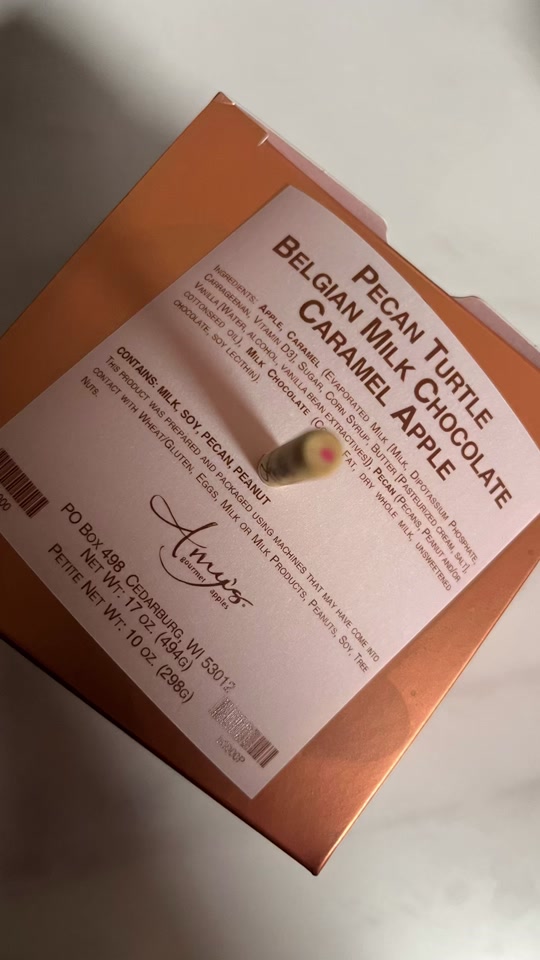 PECAN TURTLE
BELGIAN MILK CHOCOLATE
CARAMEL APPLE
INGREDIENTS: APPLE, CARAMEL (EVAPORATED MILK [MILK, DIPOTASSIUM PHOSPHATE,
CARRAGEENAN, VITAMIN D3], SUGAR, CORN SYRUP, BUTTER [PASTEURIZED CREAM, SALT],
VANILLA [WATER, ALCOHOL, VANILLA BEAN EXTRACTIVES]), PECAN (PECANS, PEANUT AND/OR
COTTONSEED OIL), MILK CHOCOLATE ( FAT, DRY WHOLE MILK, UNSWEETENED
CHOCOLATE, SOY LECITHIN).
CONTAINS: MILK, SOY, PECAN, PEANUT
THIS PRODUCT WAS PREPARED AND PACKAGED USING MACHINES THAT MAY HAVE COME INTO
CONTACT WITH WHEAT/GLUTEN, EGGS, MILK OR MILK PRODUCTS, PEANUTS, SOY, TREE
NUTS.
Amy's
gourmet apples
PO BOX 498 CEDARBURG, WI 53012
NET WT: 17 OZ. (494G)
PETITE NET WT: 10 OZ. (298G)